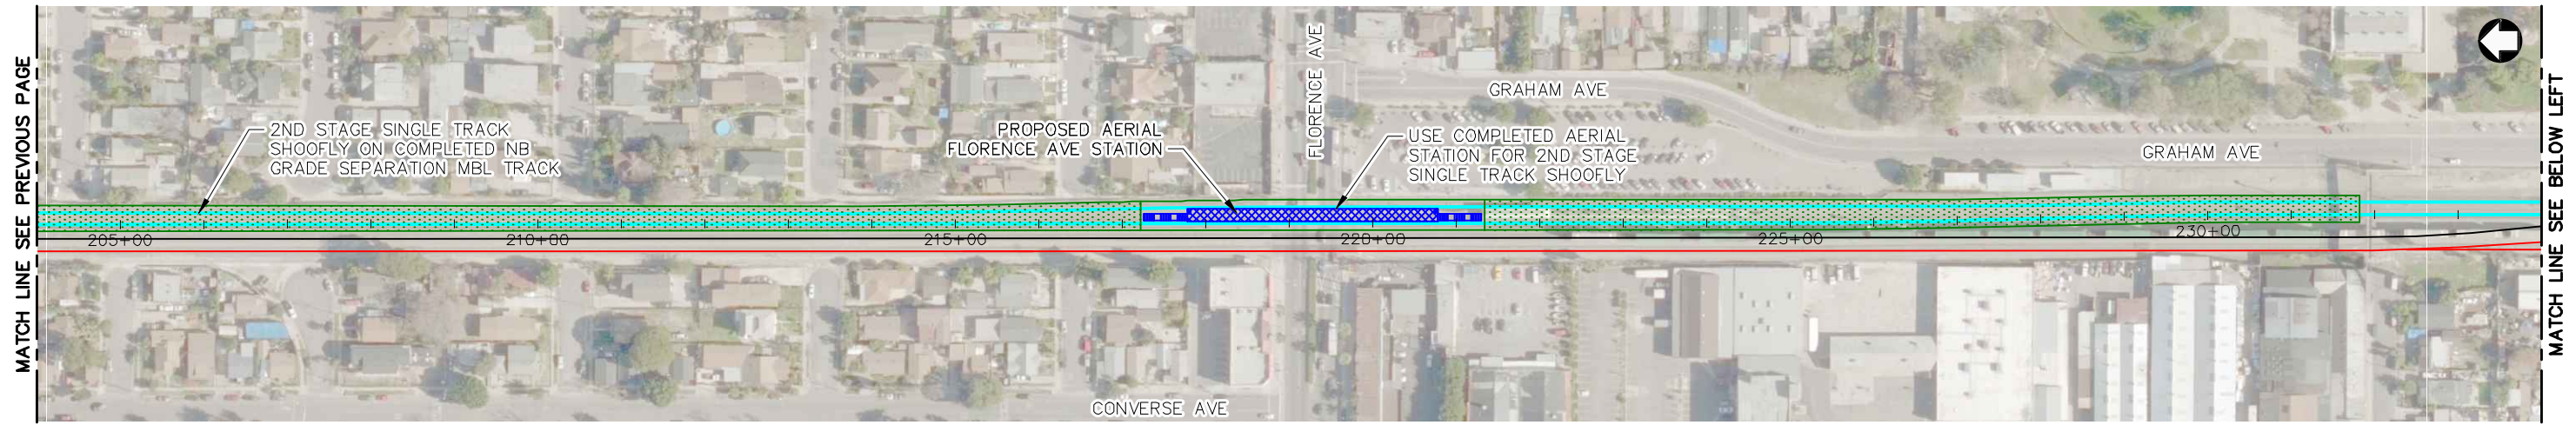 MATCH LINE SEE PREVIOUS PAGE
2ND STAGE SINGLE TRACK
SHOOFLY ON COMPLETED NB
GRADE SEPARATION MBL TRACK
PROPOSED AERIAL
FLORENCE AVE STATION
FLORENCE AVE
USE COMPLETED AERIAL
STATION FOR 2ND STAGE
SINGLE TRACK SHOOFLY
GRAHAM AVE
GRAHAM AVE
205+00
210+00
215+00
220+00
225+00
230+00
CONVERSE AVE
MATCH LINE SEE BELOW LEFT